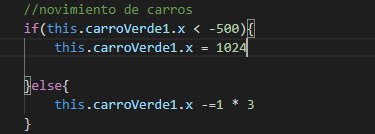 //novimiento de carros
if(this.carroVerde1.x < -500){
this.carroVerde1.x = 1024
}else{
this.carroVerde1.x -=1 * 3
}